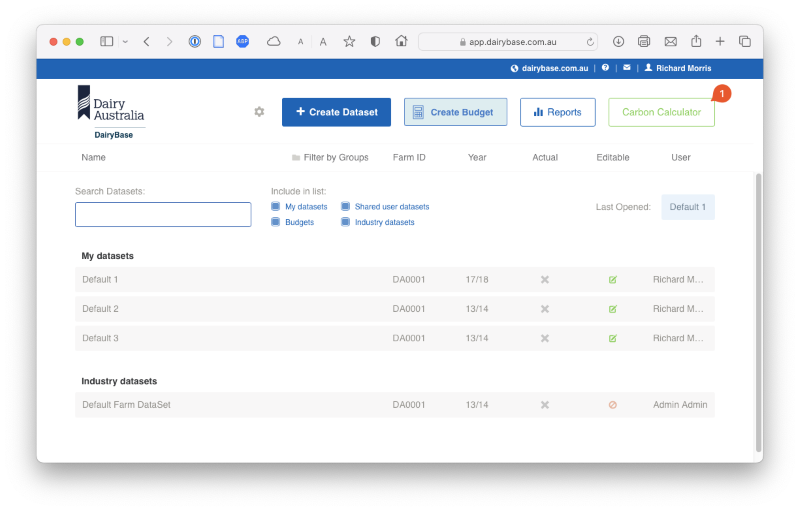 ABP
A A
app.dairybase.com.au
dairybase.com.au | ? | | Richard Morris
Dairy
Australia
DairyBase
+ Create Dataset
Create Budget
Reports
Carbon Calculator
1
Name Filter by Groups Farm ID Year Actual Editable User
Search Datasets:
Include in list:
My datasets Shared user datasets
Budgets Industry datasets
Last Opened: Default 1
My datasets
Default 1 DA0001 17/18 Richard M...
Default 2 DA0001 13/14 Richard M...
Default 3 DA0001 13/14 Richard M...
Industry datasets
Default Farm DataSet DA0001 13/14 Admin Admin